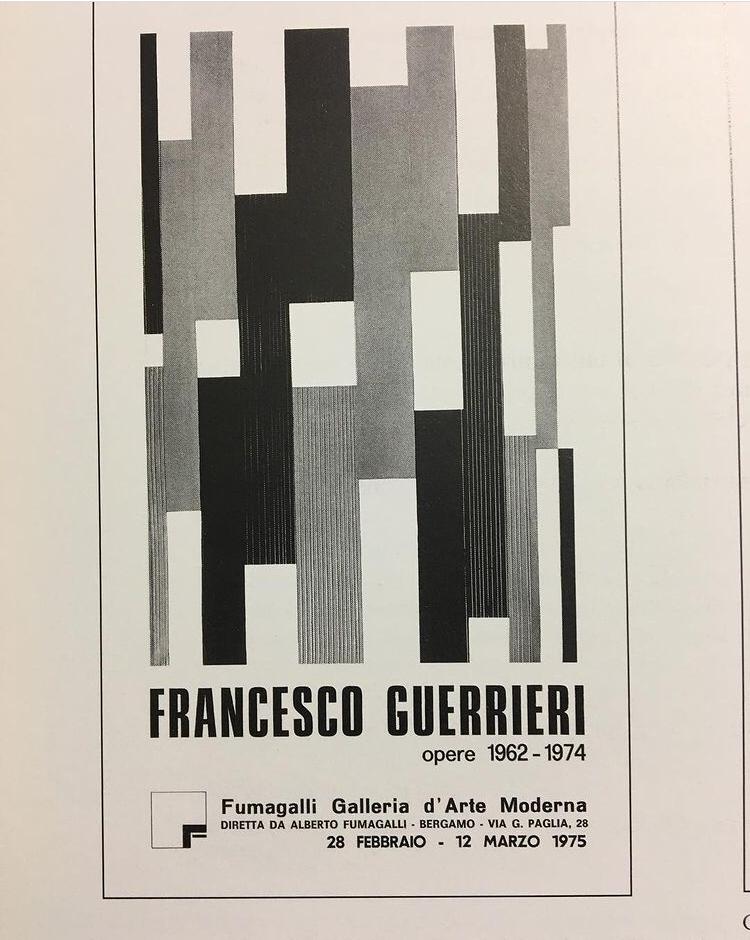 FRANCESCO GUERRIERI
opere 1962-1974
Fumagalli Galleria d'Arte Moderna
DIRETTA DA ALBERTO FUMAGALLI - BERGAMO - VIA G. PAGLIA, 28
28 FEBBRAIO - 12 MARZO 1975